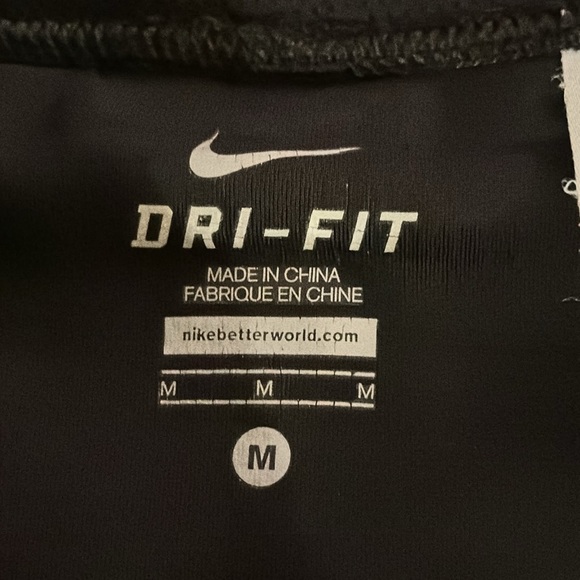 DRI-FIT
MADE IN CHINA
FABRIQUE EN CHINE
nikebetterworld.com
M M M
M